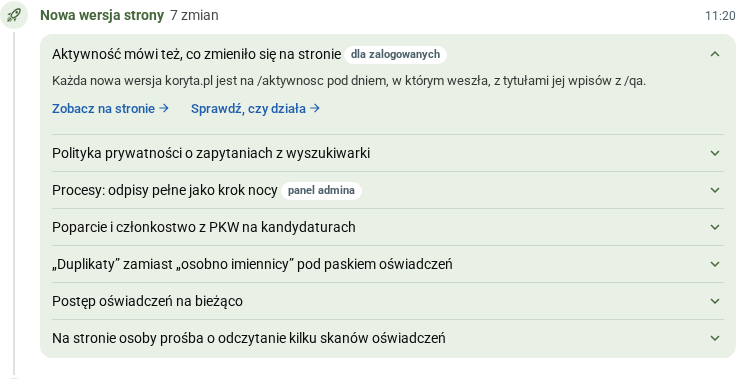 Nowa wersja strony 7 zmian 11:20
Aktywność mówi też, co zmieniło się na stronie dla zalogowanych
Każda nowa wersja koryta.pl jest na /aktywnosc pod dniem, w którym weszła, z tytułami jej wpisów z /qa.
Zobacz na stronie → Sprawdź, czy działa →
Polityka prywatności o zapytaniach z wyszukiwarki
Procesy: odpisy pełne jako krok nocy panel admina
Poparcie i członkostwo z PKW na kandydaturach
„Duplikaty” zamiast „osobno imiennicy” pod paskiem oświadczeń
Postęp oświadczeń na bieżąco
Na stronie osoby prośba o odczytanie kilku skanów oświadczeń